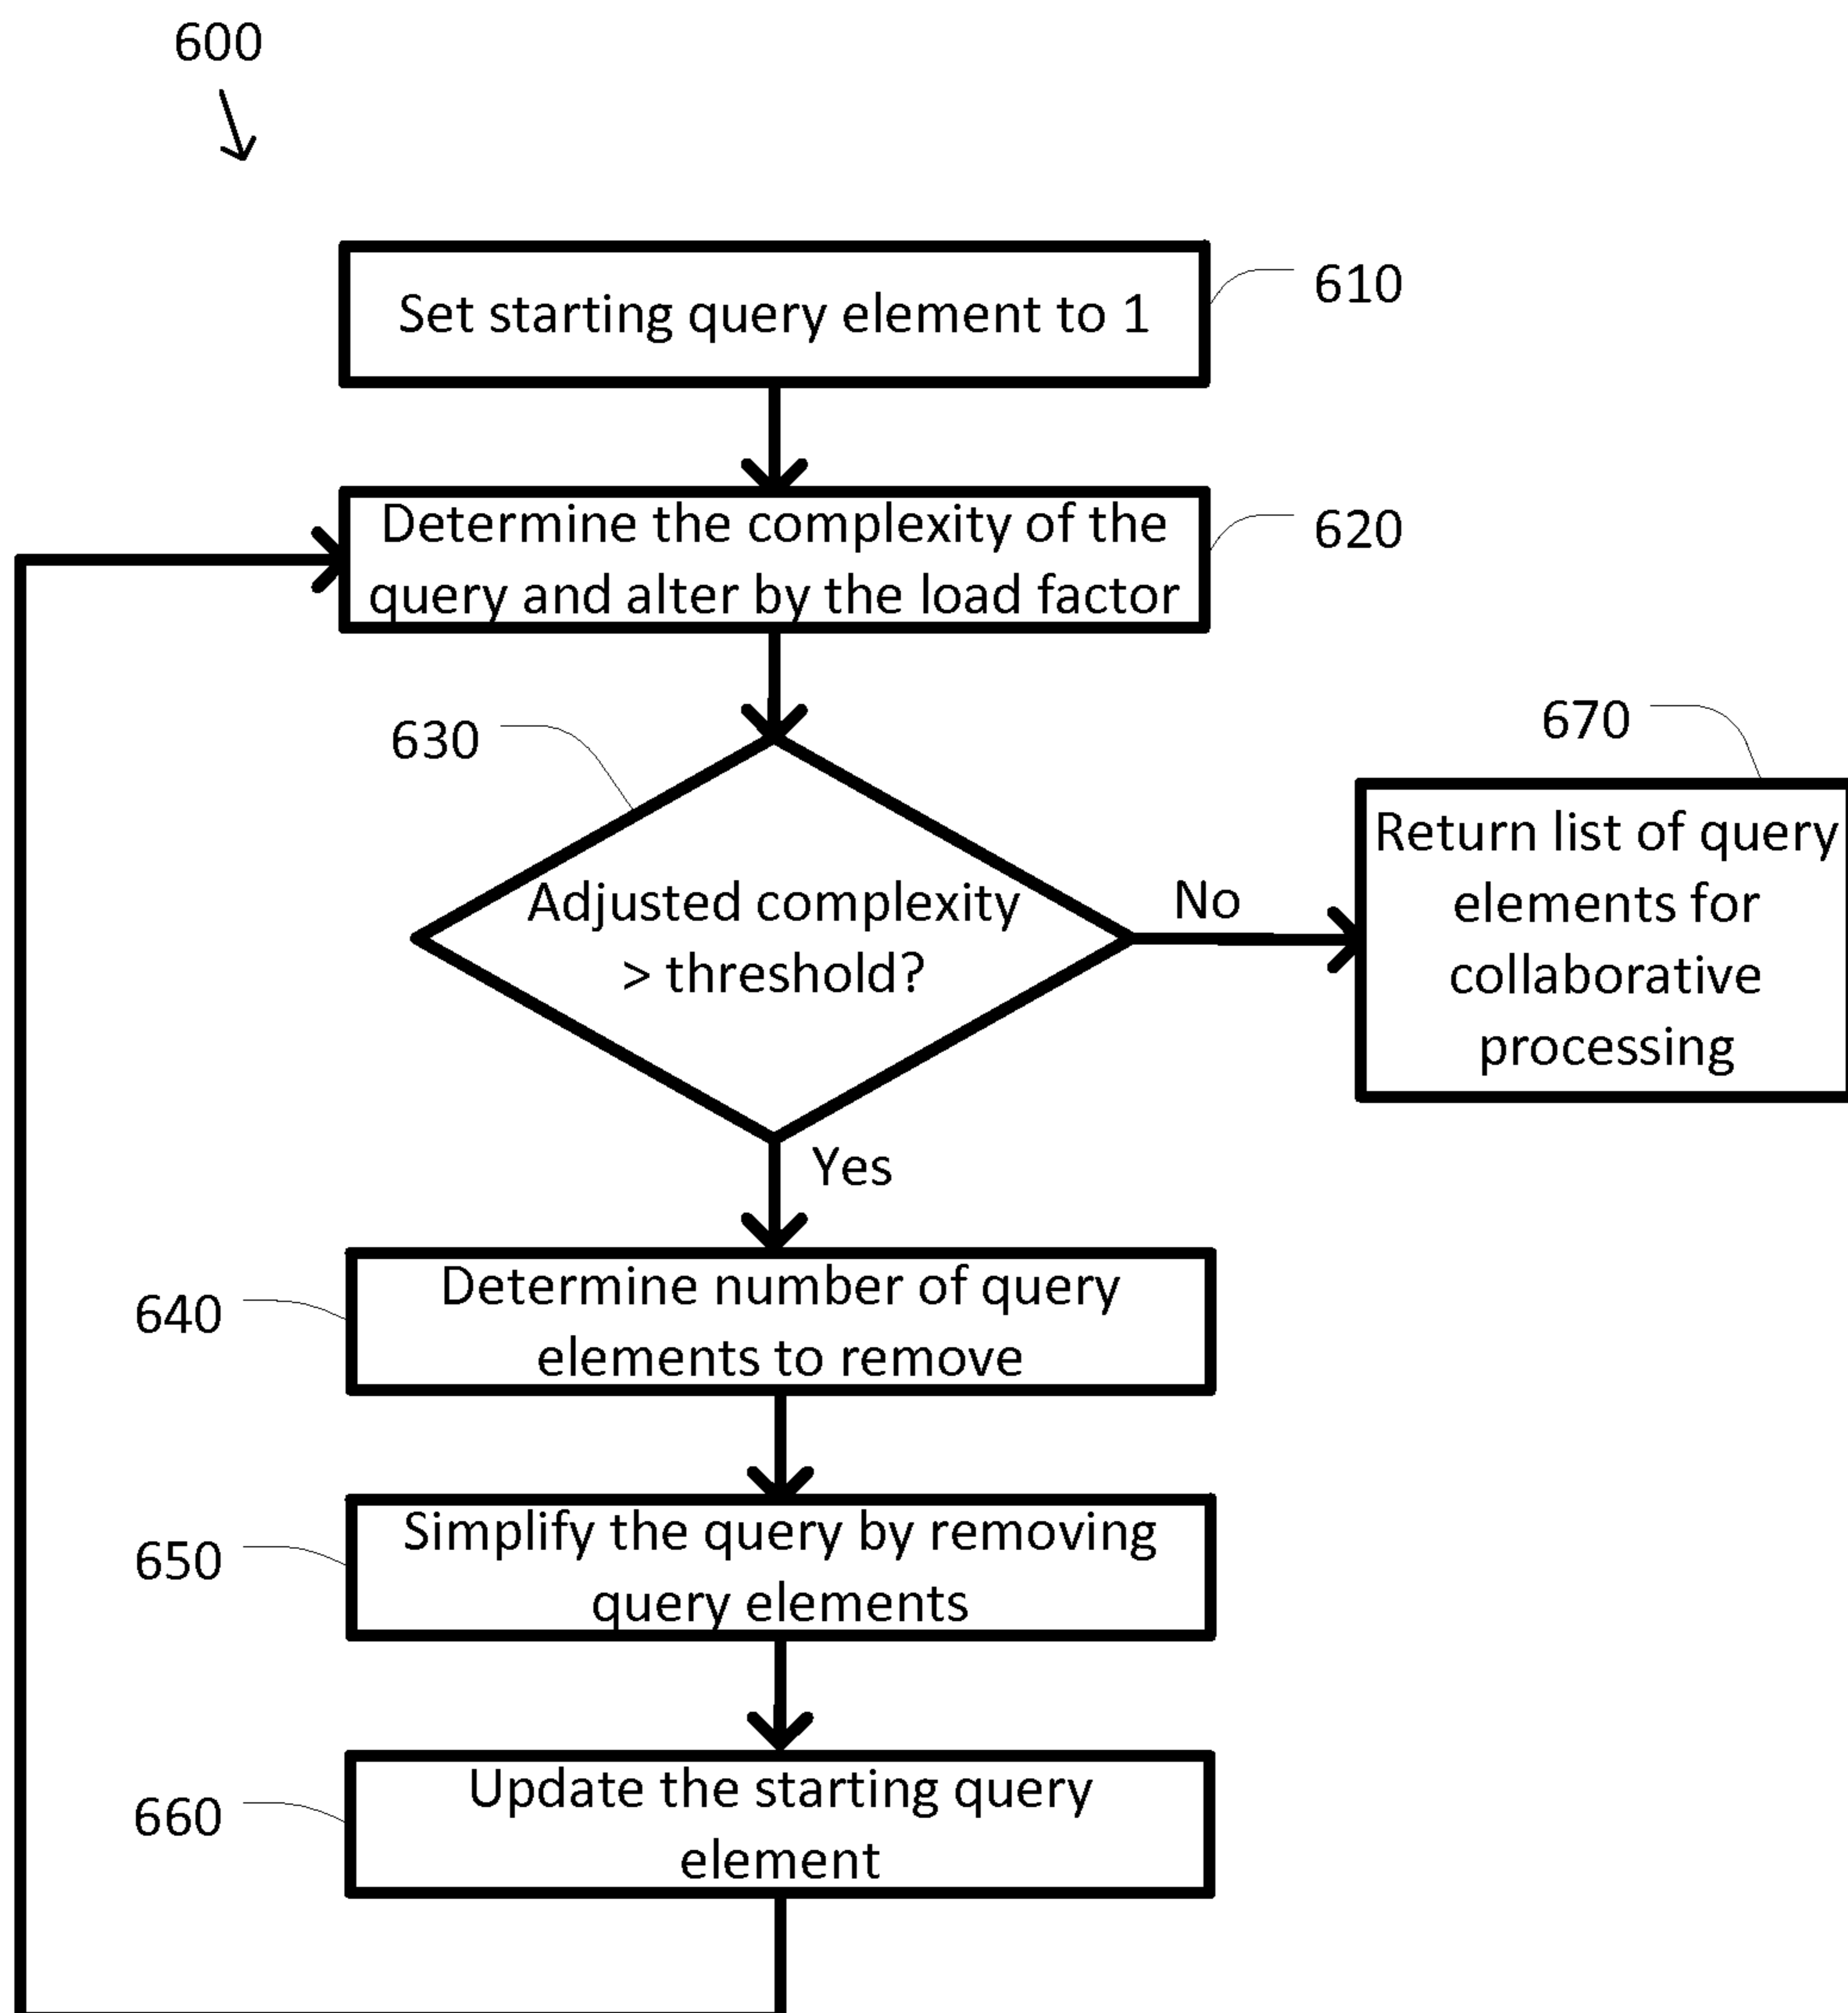 600
Set starting query element to 1
610
Determine the complexity of the
query and alter by the load factor
620
630
Adjusted complexity
> threshold?
No
670
Return list of query
elements for
collaborative
processing
Yes
640
Determine number of query
elements to remove
650
Simplify the query by removing
query elements
660
Update the starting query
element